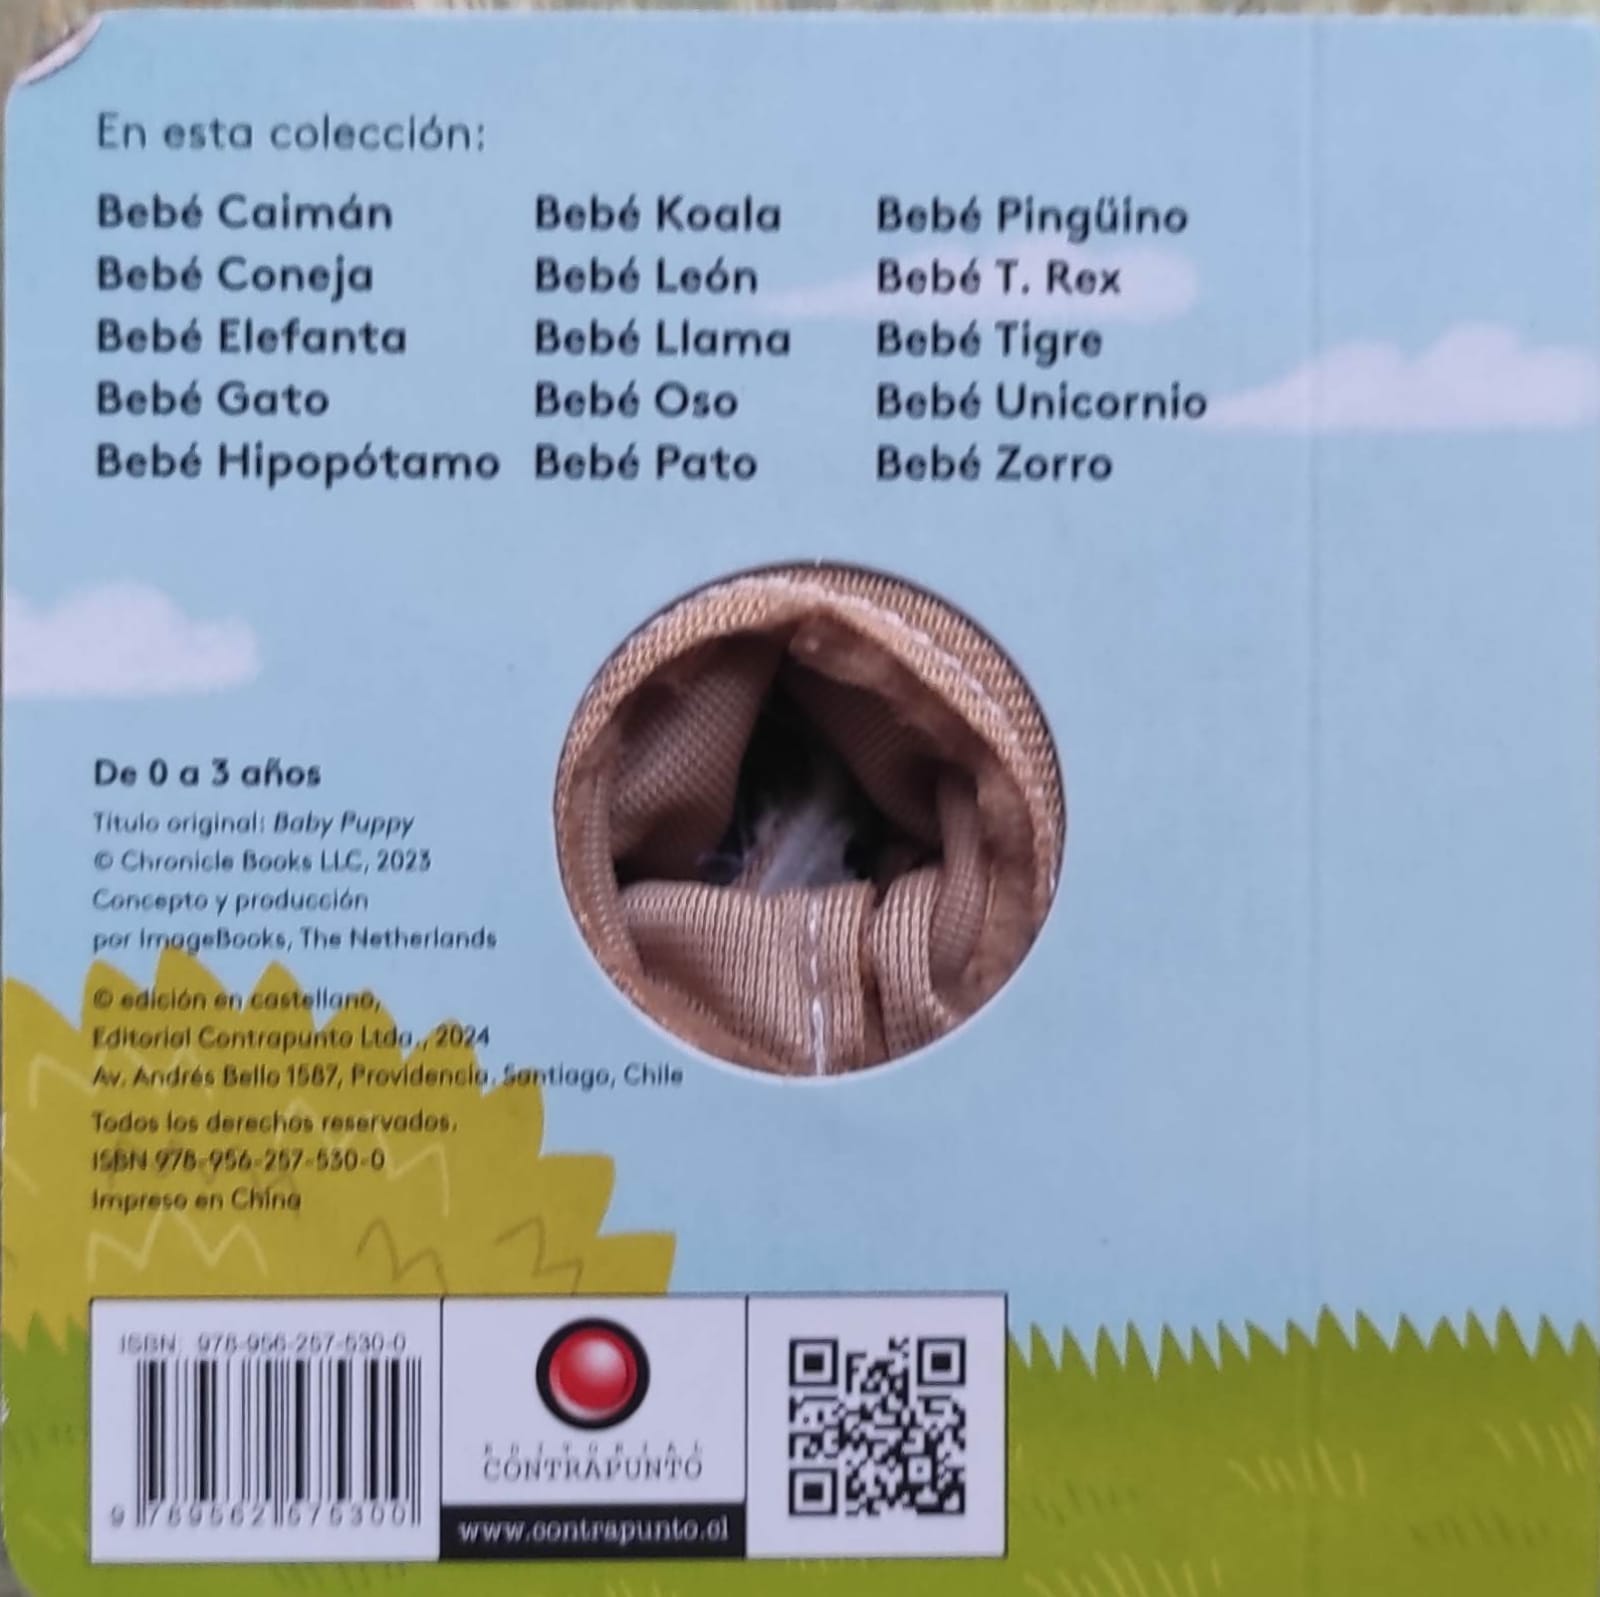 En esta colección:
Bebé Caimán
Bebé Coneja
Bebé Elefanta
Bebé Gato
Bebé Hipopótamo
Bebé Koala
Bebé León
Bebé Llama
Bebé Oso
Bebé Pato
Bebé Pingüino
Bebé T. Rex
Bebé Tigre
Bebé Unicornio
Bebé Zorro
De 0 a 3 años
Título original: Baby Puppy
© Chronicle Books LLC, 2023
Concepto y producción
por ImageBooks, The Netherlands
© edición en castellano,
Editorial Contrapunto Ltda., 2024
Av. Andrés Bello 1587, Providencia, Santiago, Chile
Todos los derechos reservados.
ISBN 978-956-257-530-0
Impreso en China
ISBN: 978-956-257-530-0
9 789562 575300
EDITORIAL
CONTRAPUNTO
www.contrapunto.cl